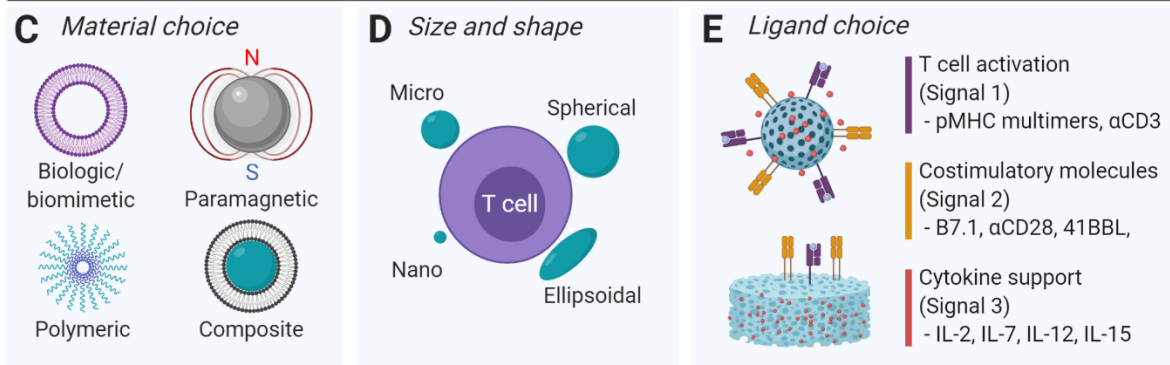 C Material choice
N
S
Biologic/
biomimetic
Paramagnetic
Polymeric
Composite
D Size and shape
Micro
Spherical
T cell
Nano
Ellipsoidal
E Ligand choice
T cell activation
(Signal 1)
- pMHC multimers, αCD3
Costimulatory molecules
(Signal 2)
- B7.1, αCD28, 41BBL,
Cytokine support
(Signal 3)
- IL-2, IL-7, IL-12, IL-15